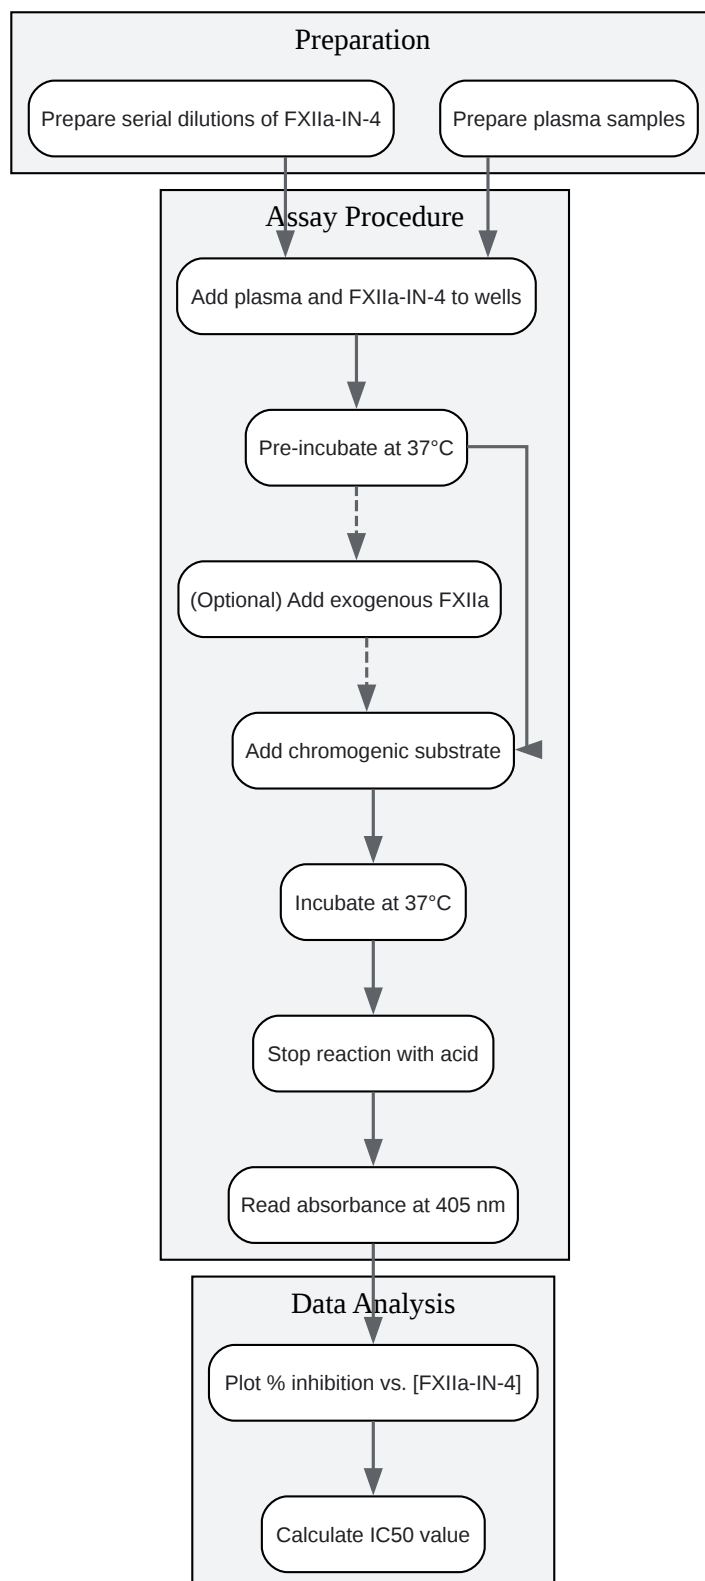 Preparation
Prepare serial dilutions of FXIIa-IN-4
Prepare plasma samples
Assay Procedure
Add plasma and FXIIa-IN-4 to wells
Pre-incubate at 37°C
(Optional) Add exogenous FXIIa
Add chromogenic substrate
Incubate at 37°C
Stop reaction with acid
Read absorbance at 405 nm
Data Analysis
Plot % inhibition vs. [FXIIa-IN-4]
Calculate IC50 value